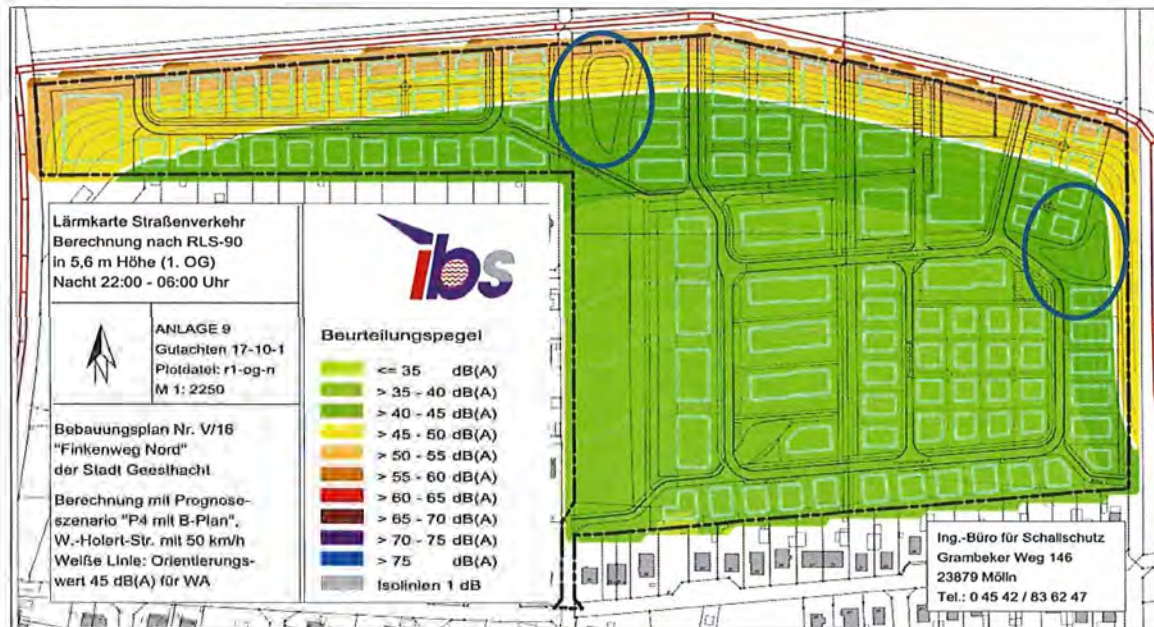 Lärmkarte Straßenverkehr
Berechnung nach RLS-90
in 5,6 m Höhe (1. OG)
Nacht 22:00 - 06:00 Uhr
ANLAGE 9
Gutachten 17-10-1
Plotdatei: r1-og-n
M 1: 2250
Bebauungsplan Nr. V/16
"Finkenweg Nord"
der Stadt Geesthacht
Berechnung mit Prognose-
szenario "P4 mit B-Plan",
W.-Holert-Str. mit 50 km/h
Weiße Linie: Orientierungs-
wert 45 dB(A) für WA
ibs
Beurteilungspegel
<= 35 dB(A)
> 35 - 40 dB(A)
> 40 - 45 dB(A)
> 45 - 50 dB(A)
> 50 - 55 dB(A)
> 55 - 60 dB(A)
> 60 - 65 dB(A)
> 65 - 70 dB(A)
> 70 - 75 dB(A)
> 75 dB(A)
Isolinien 1 dB
Ing.-Büro für Schallschutz
Grambeker Weg 146
23879 Mölln
Tel.: 0 45 42 / 83 62 47